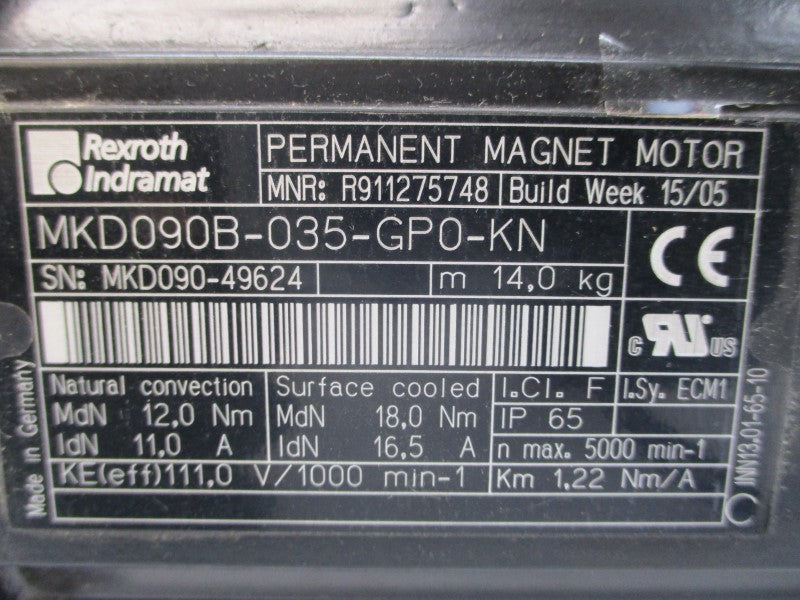 Rexroth
Indramat
PERMANENT MAGNET MOTOR
MNR: R911275748
Build Week 15/05
MKD090B-035-GP0-KN
SN: MKD090-49624
m 14,0 kg
CE
c RU us
Natural convection
MdN 12,0 Nm
IdN 11,0 A
Surface cooled
MdN 18,0 Nm
IdN 16,5 A
I.Cl. F
I.Sy. ECM1
IP 65
n max. 5000 min-1
KE(eff)111,0 V/1000 min-1
Km 1,22 Nm/A
Made in Germany
INN13.01-65-10